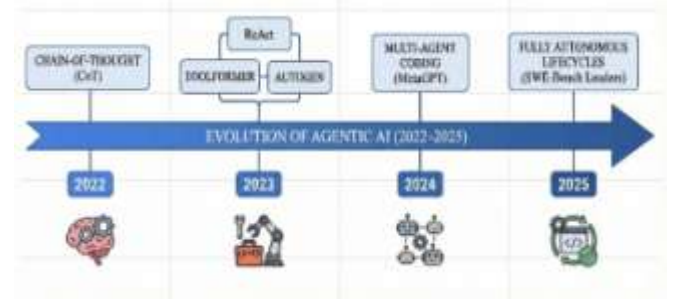 ReAct
CHAIN-OF-THOUGHT
(CoT)
TOOLFORMER
AUTOGEN
MULTI-AGENT
CODING
(MetaGPT)
FULLY AUTONOMOUS
LIFECYCLES
(SWE-Bench Leaders)
EVOLUTION OF AGENTIC AI (2022-2025)
2022
2023
2024
2025
</>